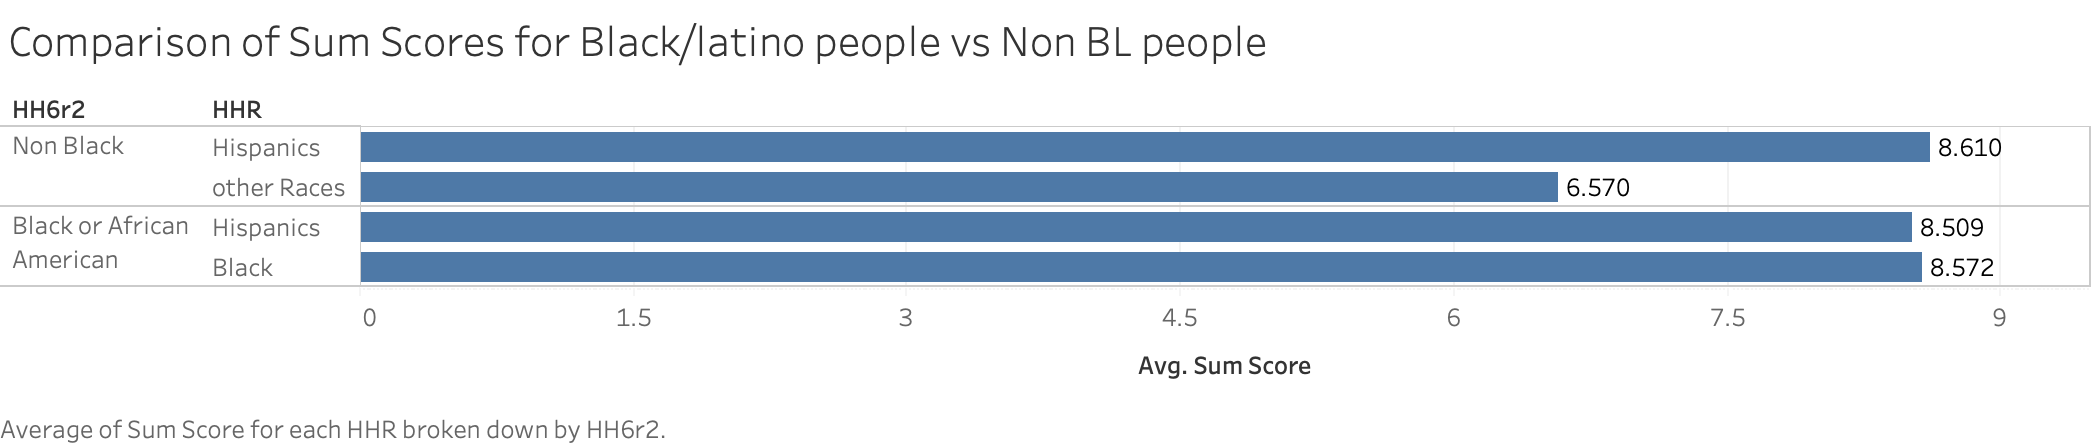 Comparison of Sum Scores for Black/latino people vs Non BL people
HH6r2 HHR
Non Black Hispanics 8.610
other Races 6.570
Black or African American Hispanics 8.509
Black 8.572
0 1.5 3 4.5 6 7.5 9
Avg. Sum Score
Average of Sum Score for each HHR broken down by HH6r2.